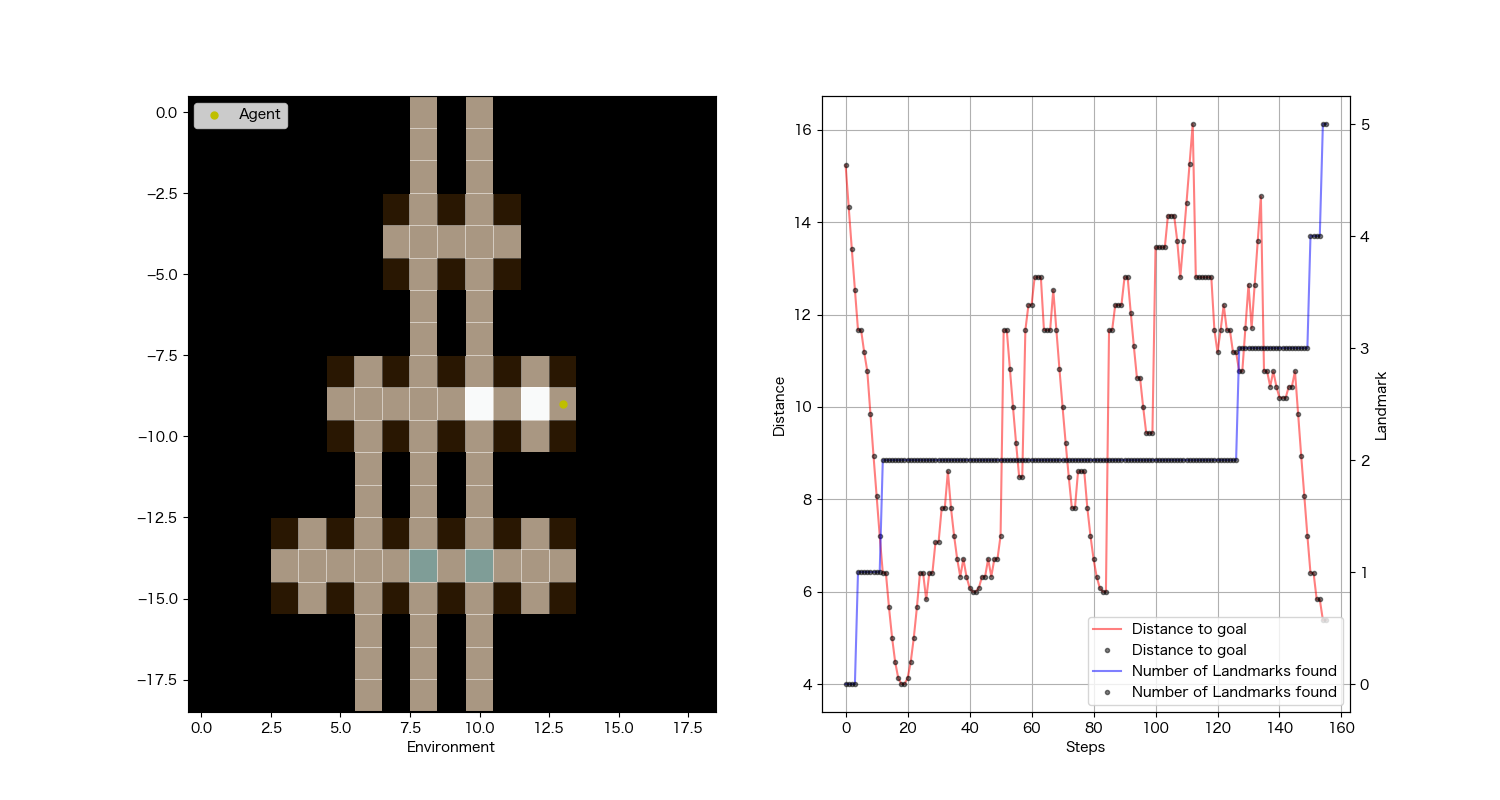 Agent
0.0
−2.5
−5.0
−7.5
−10.0
−12.5
−15.0
−17.5
0.0 2.5 5.0 7.5 10.0 12.5 15.0 17.5
Environment
16
14
12
10
8
6
4
Distance
0 20 40 60 80 100 120 140 160
Steps
5
4
3
2
1
0
Landmark
Distance to goal
Distance to goal
Number of Landmarks found
Number of Landmarks found